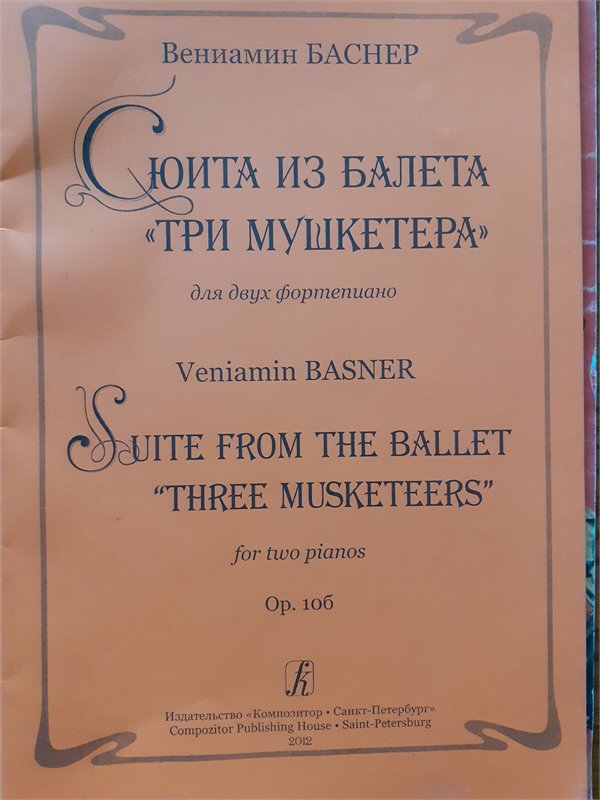 Вениамин БАСНЕР
СЮИТА ИЗ БАЛЕТА
«ТРИ МУШКЕТЕРА»
для двух фортепиано
Veniamin BASNER
SUITE FROM THE BALLET
“THREE MUSKETEERS”
for two pianos
Op. 10б
Издательство «Композитор • Санкт-Петербург»
Compozitor Publishing House • Saint-Petersburg
2012